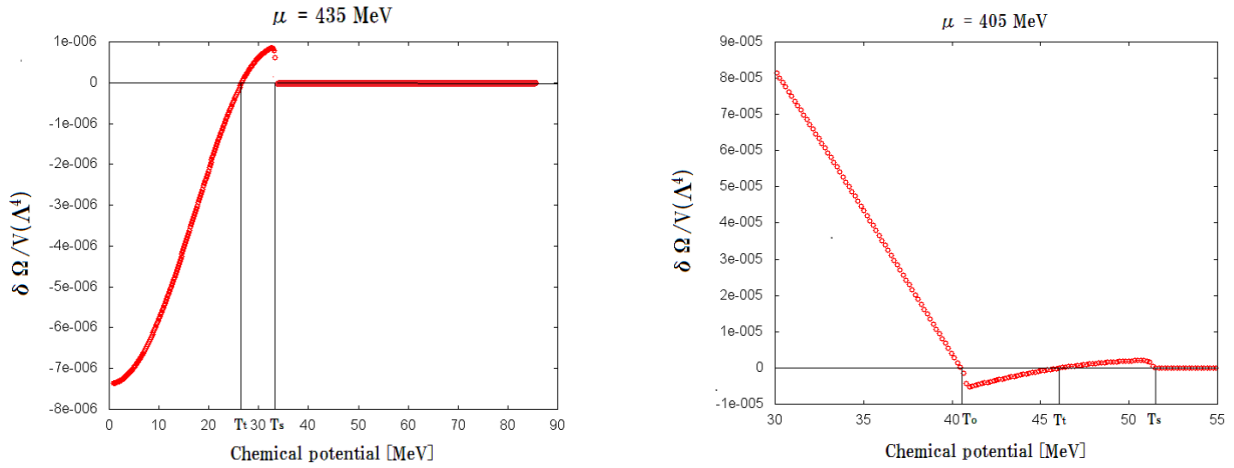 μ = 435 MeV
1e-006
0
-1e-006
-2e-006
-3e-006
-4e-006
-5e-006
-6e-006
-7e-006
-8e-006
δ Ω /V(Λ⁴)
0 10 20 Tt 30 Ts 40 50 60 70 80 90
Chemical potential [MeV]
μ = 405 MeV
9e-005
8e-005
7e-005
6e-005
5e-005
4e-005
3e-005
2e-005
1e-005
0
-1e-005
δ Ω /V(Λ⁴)
30 35 40 To 45 Tt 50 Ts 55
Chemical potential [MeV]